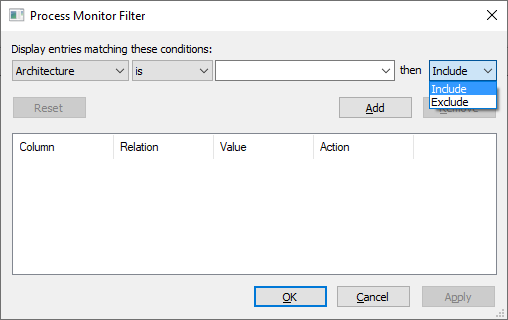 Process Monitor Filter
Display entries matching these conditions:
Architecture is then Include
Include
Exclude
Reset Add
Column Relation Value Action
OK Cancel Apply